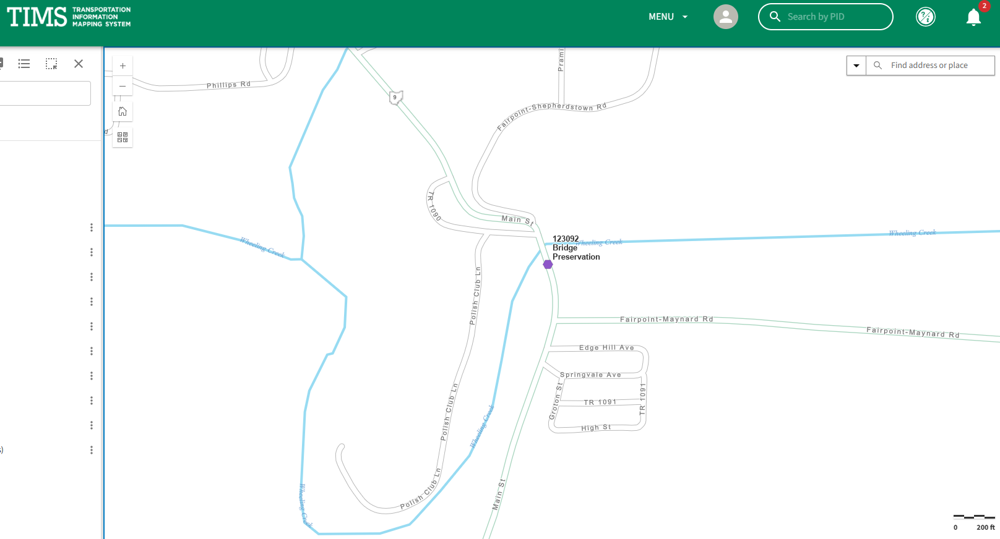 TIMS
TRANSPORTATION
INFORMATION
MAPPING SYSTEM
MENU
Search by PID
2
Find address or place
Prami
Phillips Rd
9
Fairpoint-Shepherdstown Rd
d
TR 1090
Main St
123092
Bridge
Preservation
Wheeling Creek
Wheeling Creek
Wheeling Creek
Polish Club Ln
Fairpoint-Maynard Rd
Fairpoint-Maynard Rd
Edge Hill Ave
Springvale Ave
Groton St
TR 1091
TR 1091
High St
Polish Club Ln
Wheeling Creek
s)
Polish Club Ln
Main St
Wheeling Creek
0 200 ft